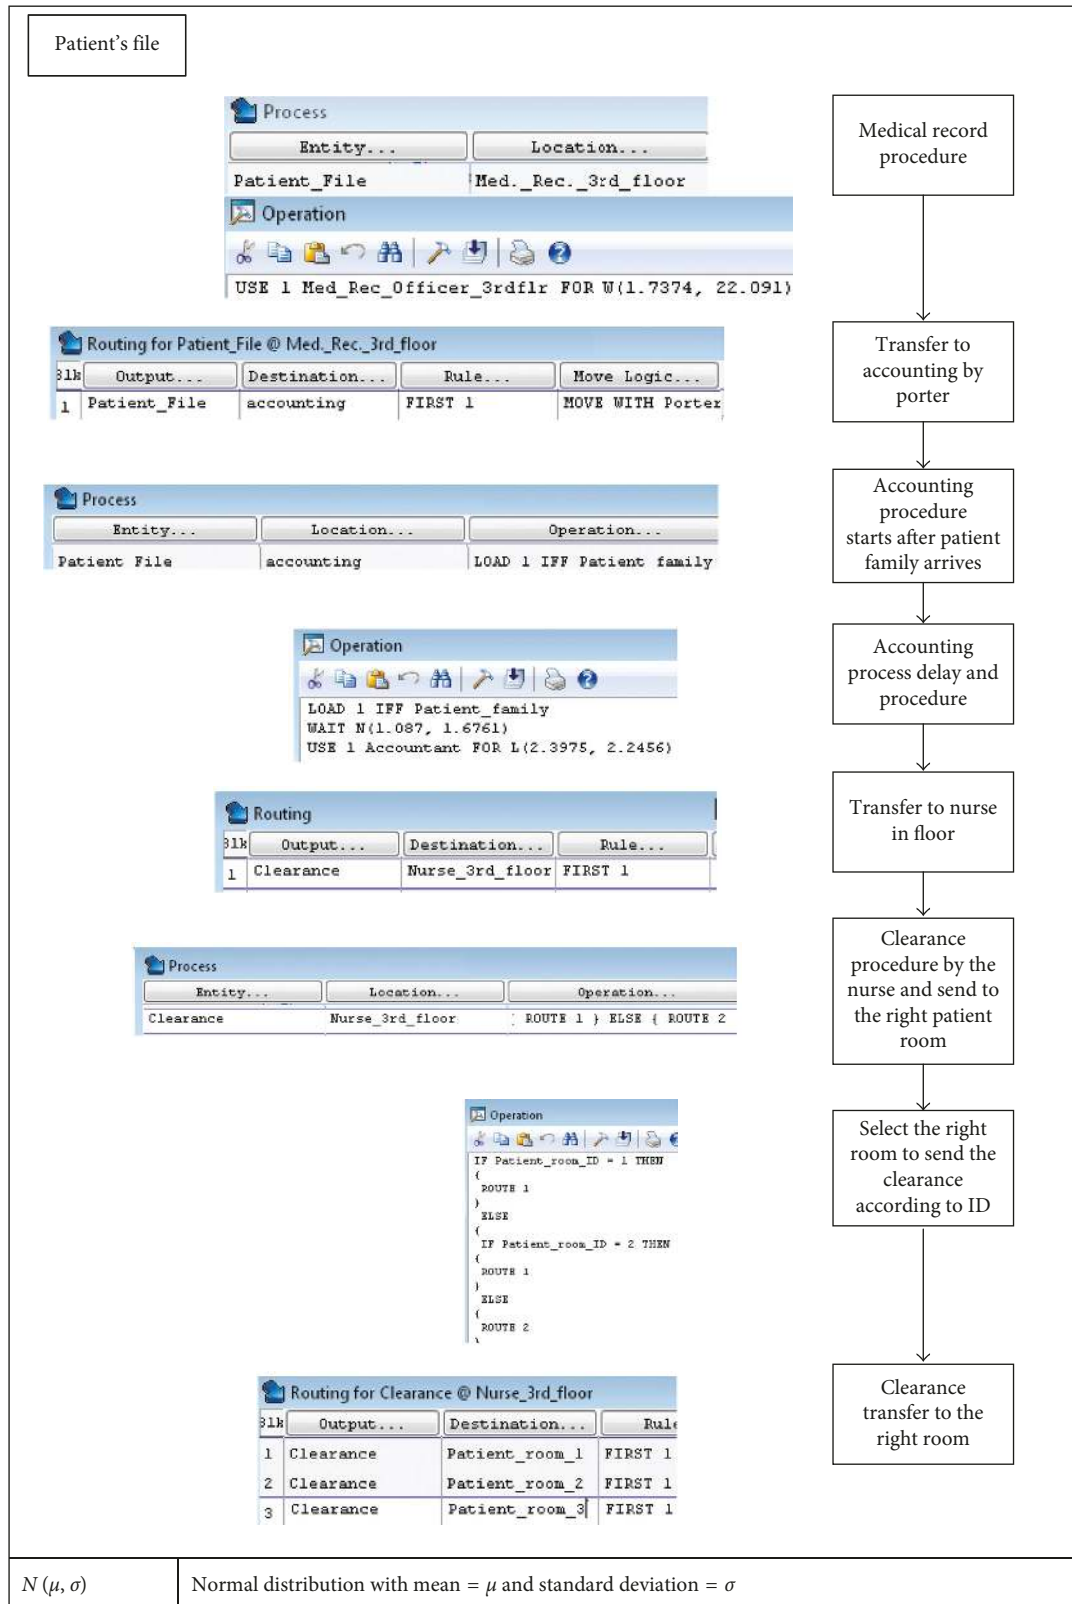 Patient's file
Process
Entity... Location...
Patient_File Med._Rec._3rd_floor
Operation
USE 1 Med_Rec_Officer_3rdflr FOR W(1.7374, 22.091)
Medical record
procedure
Routing for Patient_File @ Med._Rec._3rd_floor
Blk Output... Destination... Rule... Move Logic...
1 Patient_File accounting FIRST 1 MOVE WITH Porter
Transfer to
accounting by
porter
Process
Entity... Location... Operation...
Patient File accounting LOAD 1 IFF Patient family
Accounting
procedure
starts after patient
family arrives
Operation
LOAD 1 IFF Patient_family
WAIT N(1.087, 1.6761)
USE 1 Accountant FOR L(2.3975, 2.2456)
Accounting
process delay and
procedure
Routing
Blk Output... Destination... Rule...
1 Clearance Nurse_3rd_floor FIRST 1
Transfer to nurse
in floor
Process
Entity... Location... Operation...
Clearance Nurse_3rd_floor ROUTE 1 } ELSE { ROUTE 2
Clearance
procedure by the
nurse and send to
the right patient
room
Operation
IF Patient_room_ID = 1 THEN
{
ROUTE 1
}
ELSE
{
IF Patient_room_ID = 2 THEN
{
ROUTE 1
}
ELSE
{
ROUTE 2
}
Select the right
room to send the
clearance
according to ID
Routing for Clearance @ Nurse_3rd_floor
Blk Output... Destination... Rule
1 Clearance Patient_room_1 FIRST 1
2 Clearance Patient_room_2 FIRST 1
3 Clearance Patient_room_3 FIRST 1
Clearance
transfer to the
right room
N (μ, σ) Normal distribution with mean = μ and standard deviation = σ